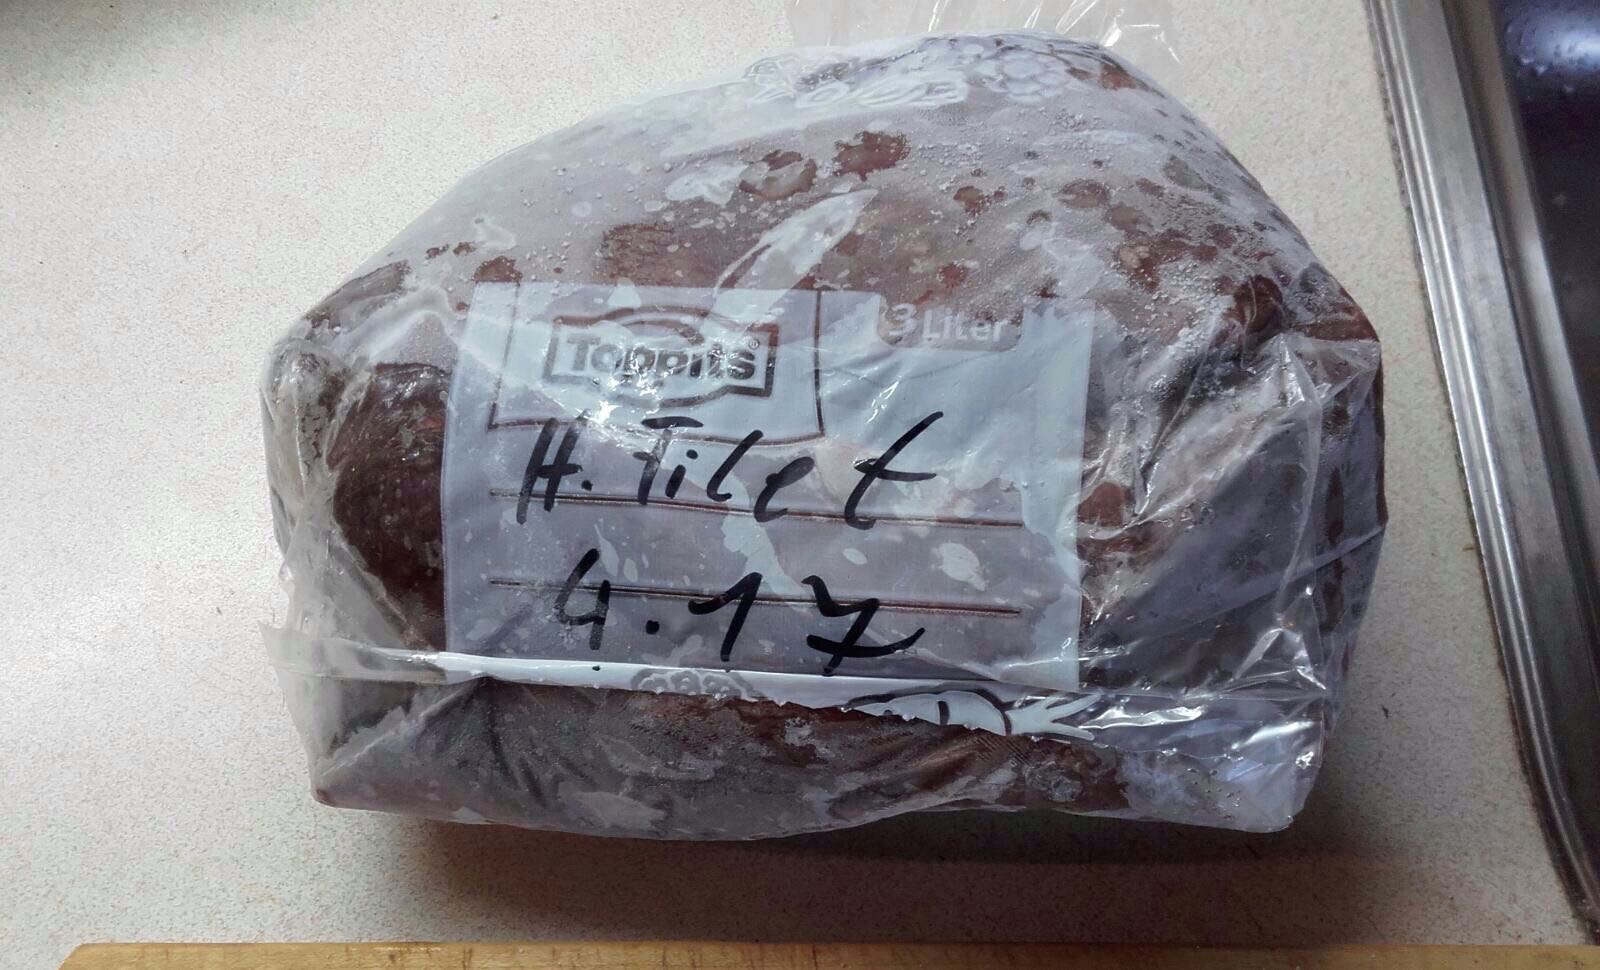 Toppits®
3 Liter
H. Filet
4.17